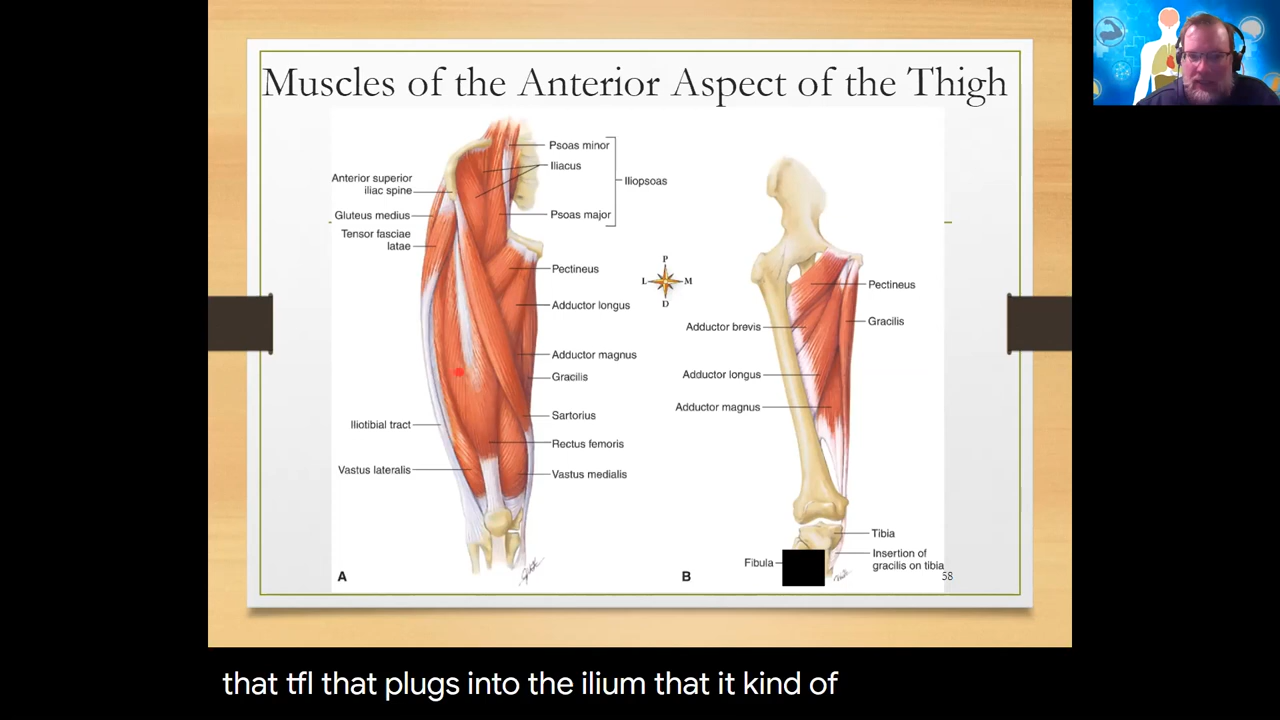 Muscles of the Anterior Aspect of the Thigh
Psoas minor
Iliacus
Iliopsoas
Psoas major
Anterior superior
iliac spine
Gluteus medius
Tensor fasciae
latae
Pectineus
Adductor longus
Adductor magnus
Gracilis
Sartorius
Rectus femoris
Vastus medialis
Iliotibial tract
Vastus lateralis
A
P
L M
D
Pectineus
Gracilis
Adductor brevis
Adductor longus
Adductor magnus
Tibia
Insertion of
gracilis on tibia
Fibula
B
58
that tfl that plugs into the ilium that it kind of